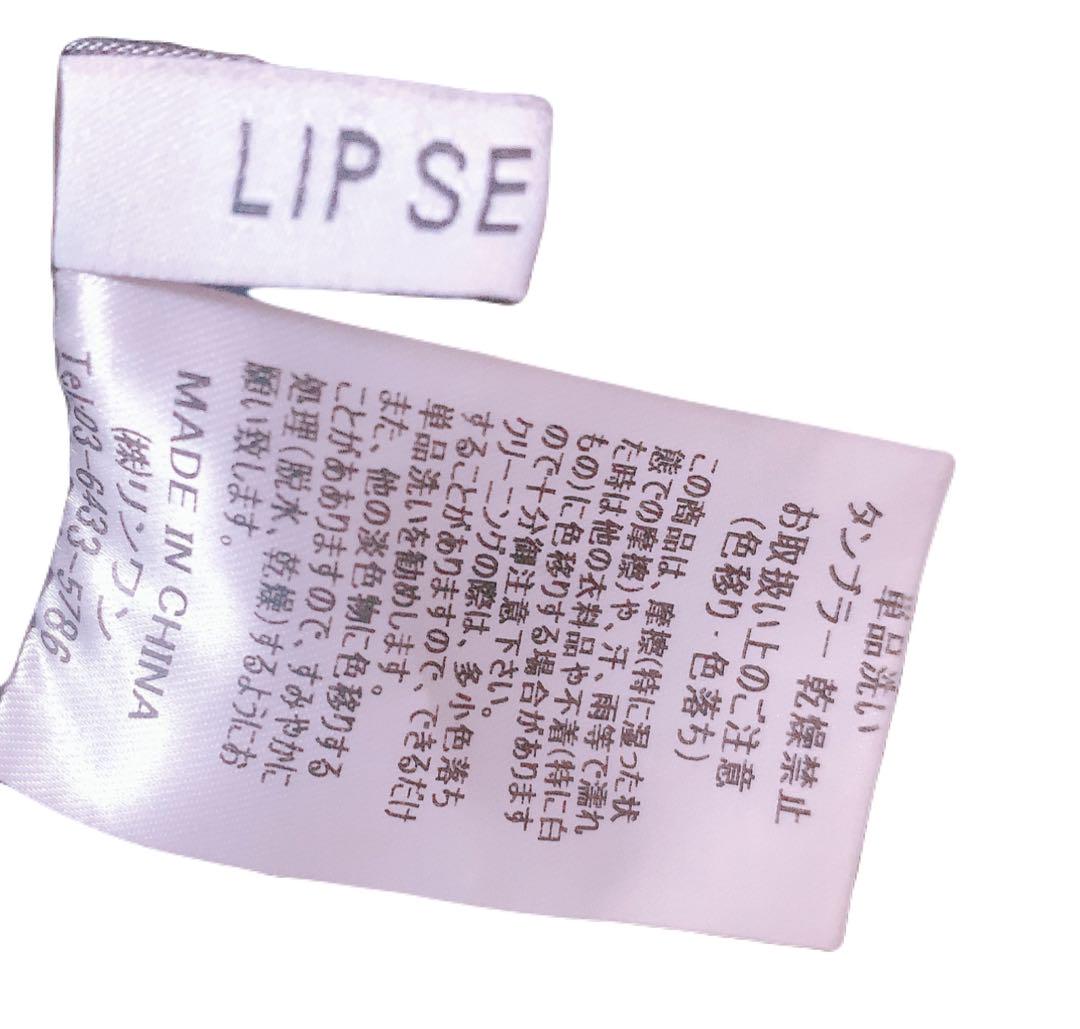 LIP SE
単品洗い
タンブラー 乾燥禁止
お取扱い上のご注意
(色移り・色落ち)
この商品は、摩擦(特に湿った状
態での摩擦)や、汗、雨等で濡れ
た時は他の衣料品や不着(特に白
もの)に色移りする場合があります
ので十分御注意下さい。
クリーニングの際は、多小色落ち
することがありますので、できるだけ
単品洗いを勧めします。
また、他の淡色物に色移りする
ことがあありますので、すみやかに
処理(脱水、乾燥)するようにお
願い致します。
MADE IN CHINA
㈱
Tel:03-6433-5786